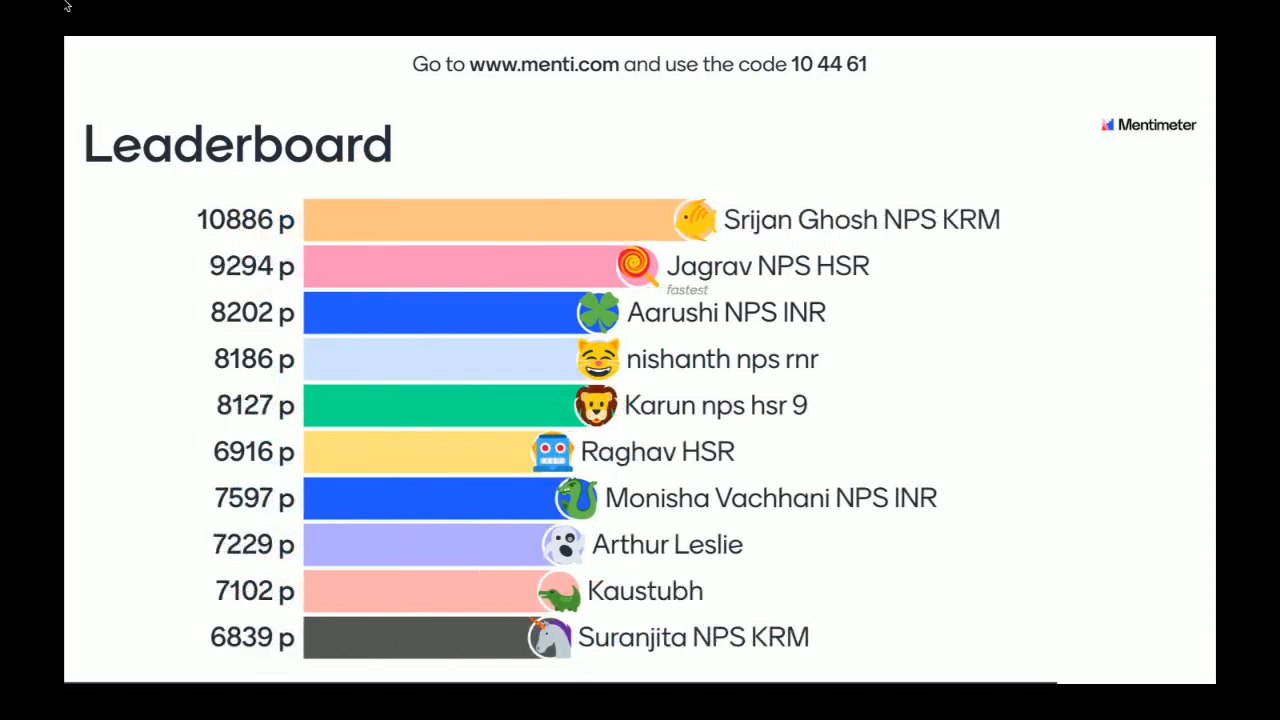 Go to www.menti.com and use the code 10 44 61
Mentimeter
Leaderboard
10886 p Srijan Ghosh NPS KRM
9294 p Jagrav NPS HSR
fastest
8202 p Aarushi NPS INR
8186 p nishanth nps rnr
8127 p Karun nps hsr 9
6916 p Raghav HSR
7597 p Monisha Vachhani NPS INR
7229 p Arthur Leslie
7102 p Kaustubh
6839 p Suranjita NPS KRM